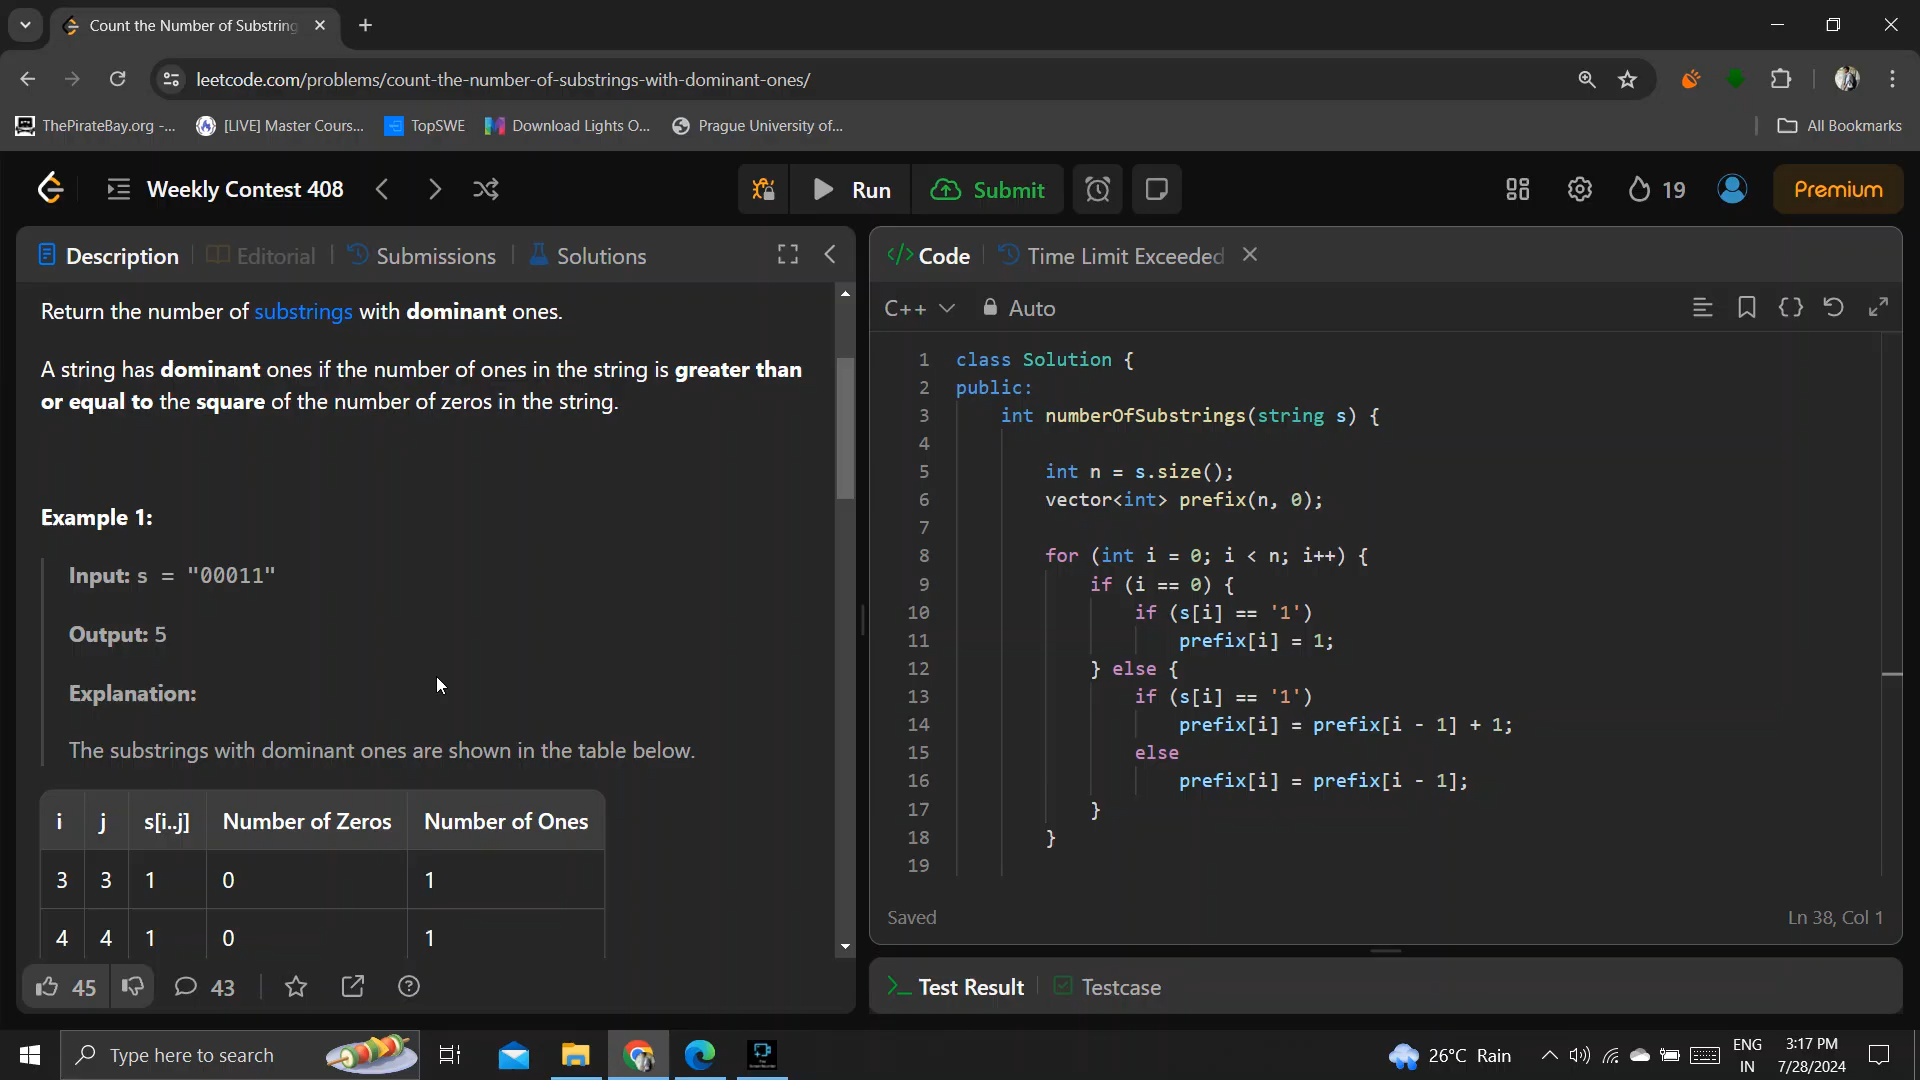 Count the Number of Substring
leetcode.com/problems/count-the-number-of-substrings-with-dominant-ones/
ThePirateBay.org -...
[LIVE] Master Cours...
TopSWE
Download Lights O...
Prague University of...
All Bookmarks
Weekly Contest 408
Run
Submit
19
Premium
Description
Editorial
Submissions
Solutions
Return the number of substrings with dominant ones.
A string has dominant ones if the number of ones in the string is greater than
or equal to the square of the number of zeros in the string.
Example 1:
Input: s = "00011"
Output: 5
Explanation:
The substrings with dominant ones are shown in the table below.
i j s[i..j] Number of Zeros Number of Ones
3 3 1 0 1
4 4 1 0 1
45
43
Code
Time Limit Exceeded
C++
Auto
1 class Solution {
2 public:
3 int numberOfSubstrings(string s) {
4
5 int n = s.size();
6 vector<int> prefix(n, 0);
7
8 for (int i = 0; i < n; i++) {
9 if (i == 0) {
10 if (s[i] == '1')
11 prefix[i] = 1;
12 } else {
13 if (s[i] == '1')
14 prefix[i] = prefix[i - 1] + 1;
15 else
16 prefix[i] = prefix[i - 1];
17 }
18 }
19
Saved
Ln 38, Col 1
Test Result
Testcase
Type here to search
26°C Rain
ENG
IN
3:17 PM
7/28/2024